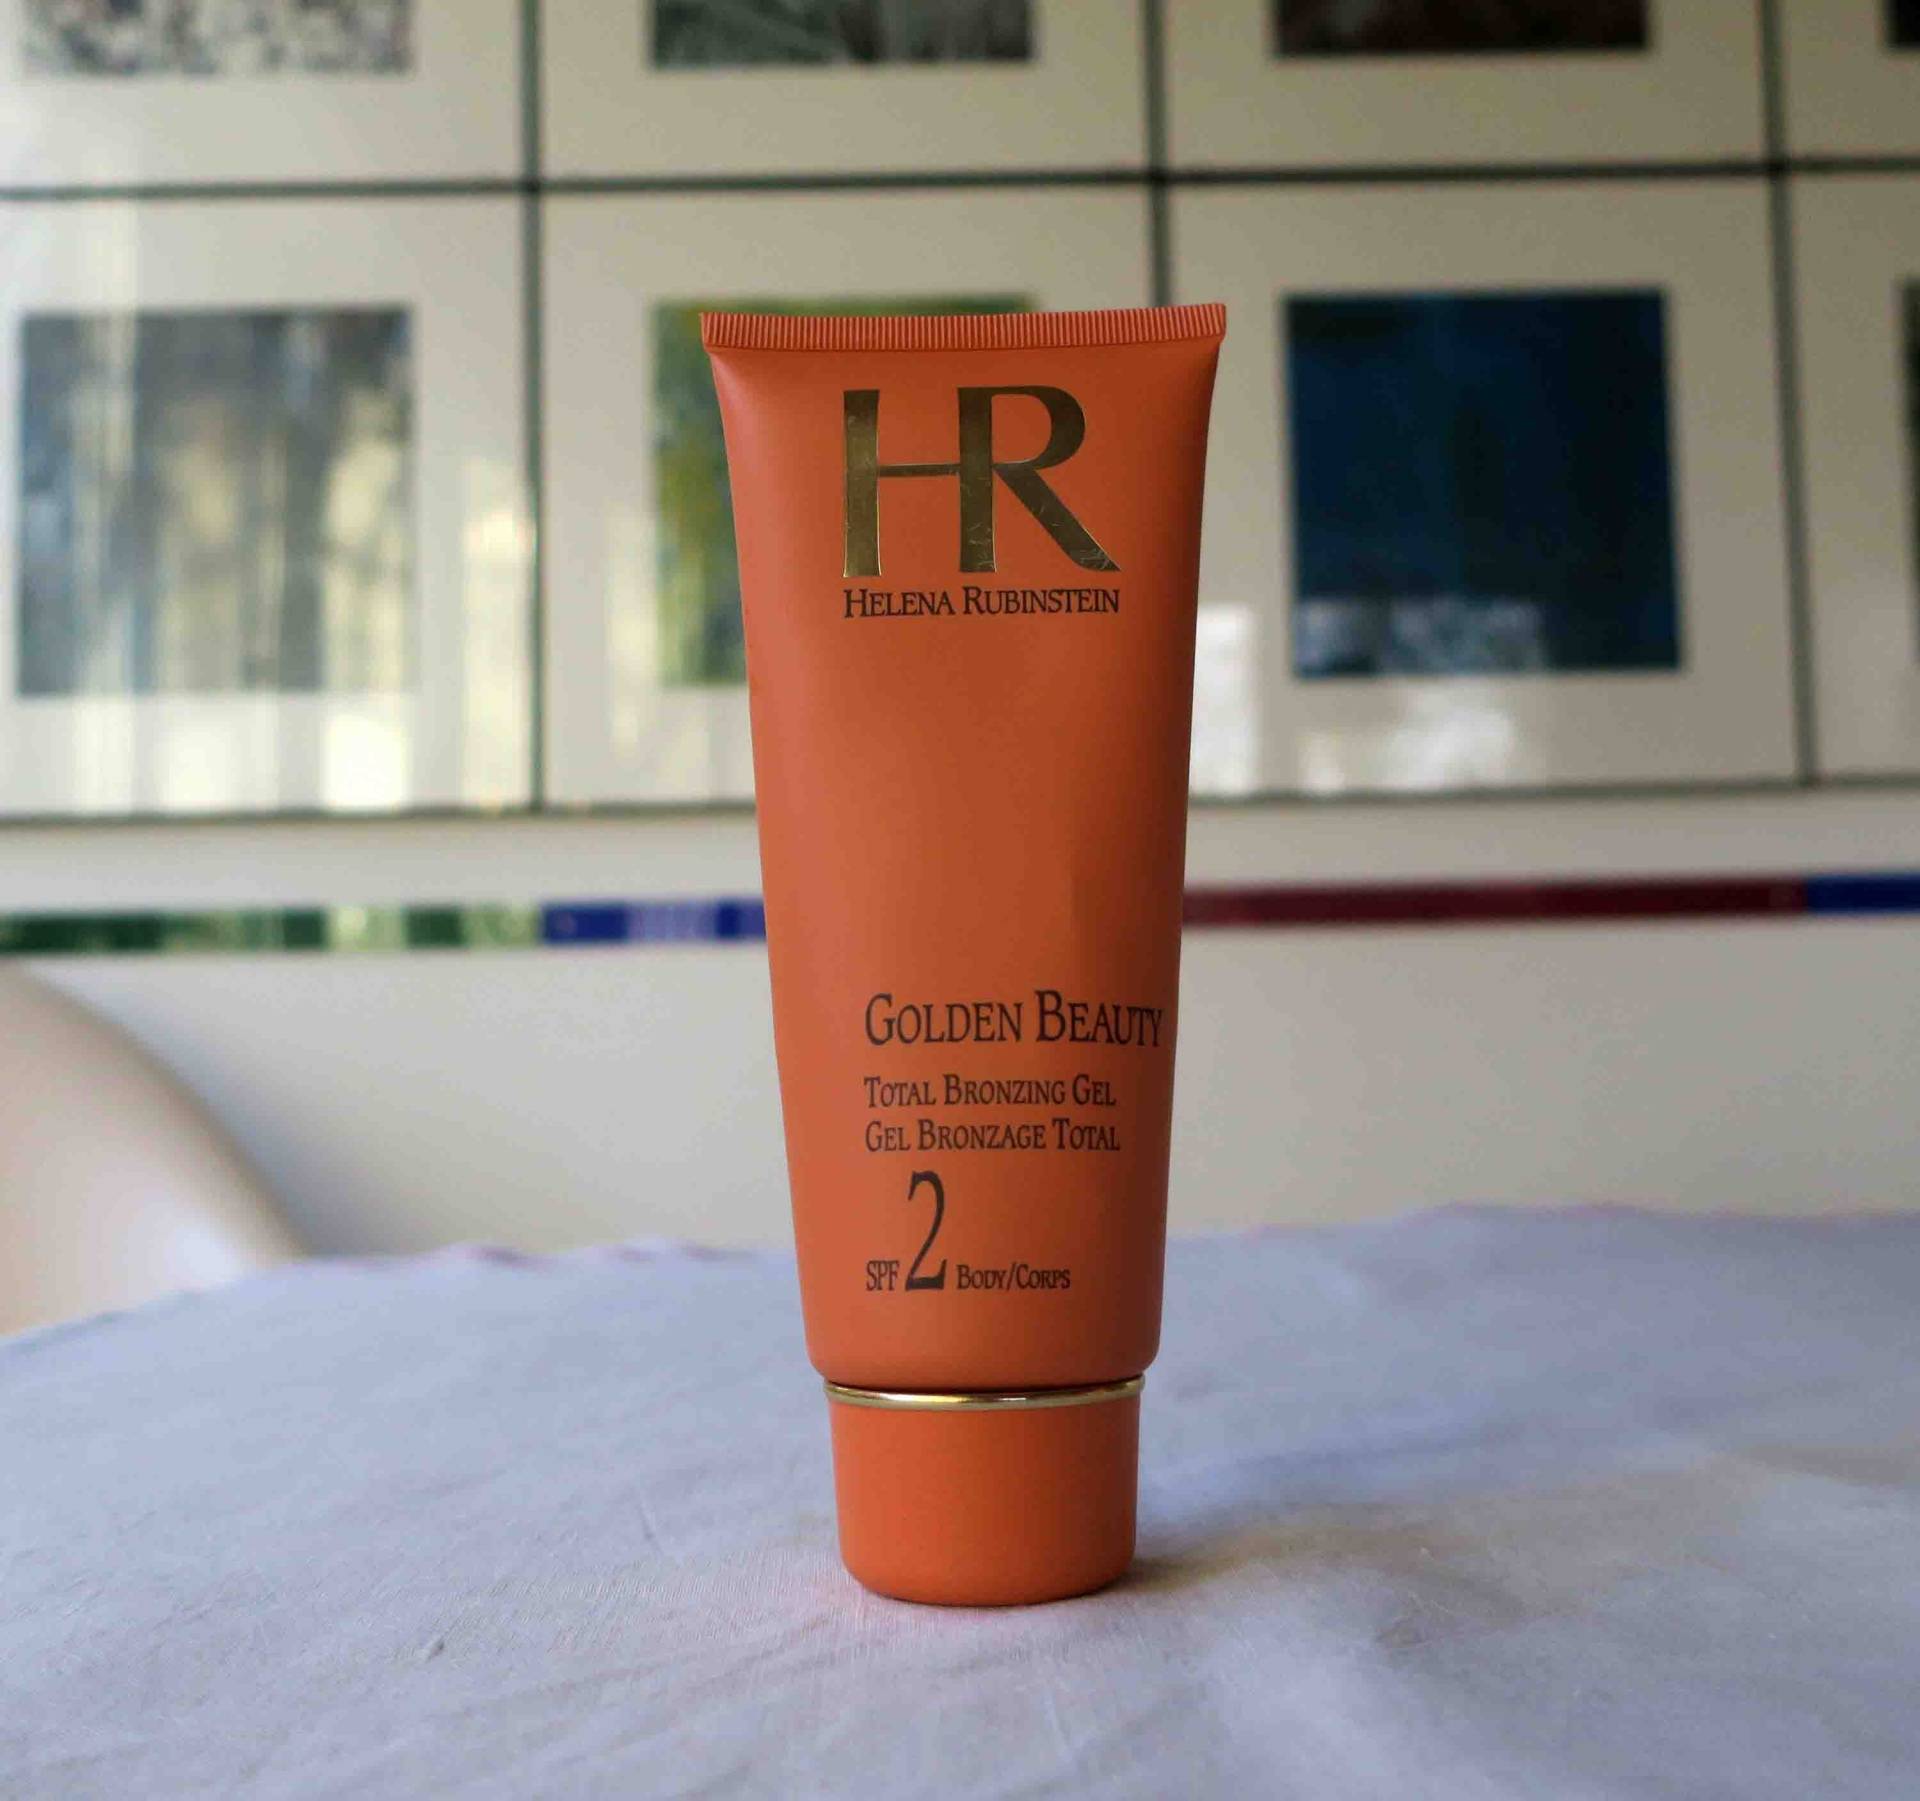 HR
HELENA RUBINSTEIN
GOLDEN BEAUTY
TOTAL BRONZING GEL
GEL BRONZAGE TOTAL
SPF 2 BODY/CORPS